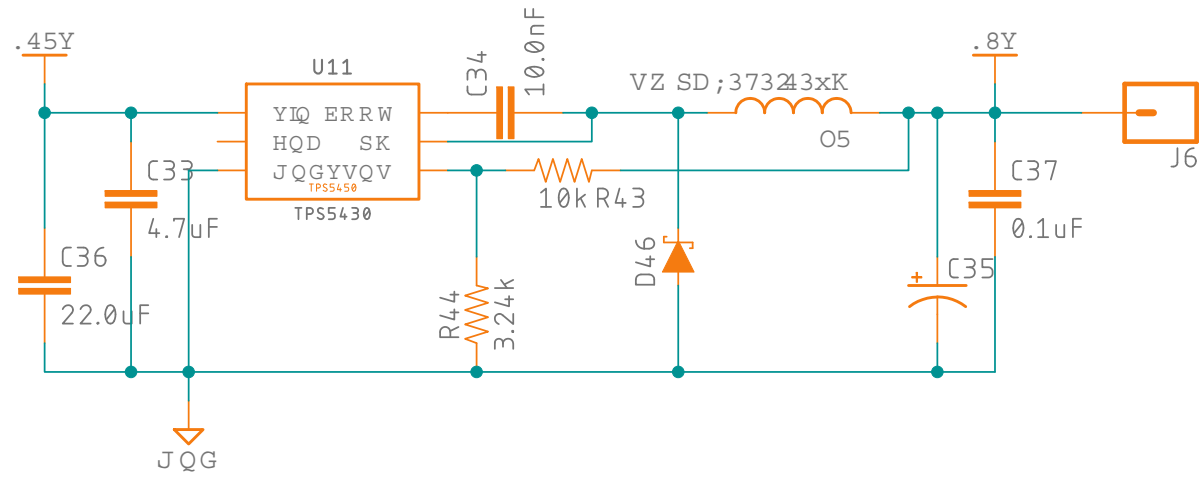 .45Y
U11
C34
10.0nF
VZ SD;373243xK
.8Y
YIQ ERRW
HQD SK
JQGYVQV
TPS5450
TPS5430
C33
4.7uF
C36
22.0uF
10k R43
R44
3.24k
D46
O5
C35
C37
0.1uF
J6
JQG